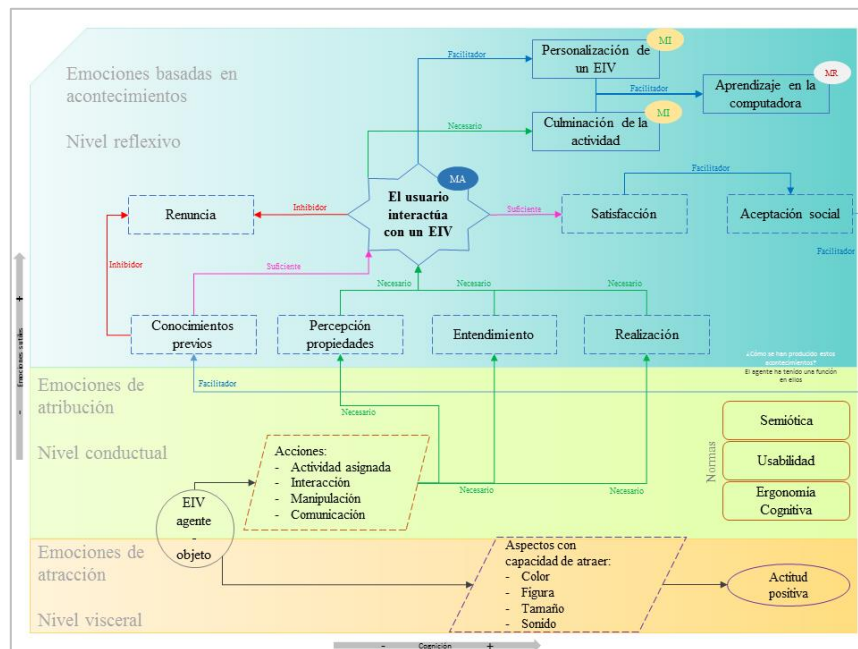 Emociones basadas en
acontecimientos
Nivel reflexivo
Facilitador
Personalización de
un EIV
MI
Facilitador
Aprendizaje en la
computadora
MR
Necesario
Culminación de la
actividad
MI
MA
El usuario
interactúa
con un EIV
Inhibidor
Renuncia
Suficiente
Satisfacción
Facilitador
Aceptación social
Facilitador
Inhibidor
Suficiente
Necesario
Necesario
Necesario
Conocimientos
previos
Percepción
propiedades
Entendimiento
Realización
¿Cómo se han producido estos
acontecimientos?
El agente ha tenido una función
en ellos
- Emociones sutiles +
Emociones de
atribución
Nivel conductual
Facilitador
Necesario
Acciones:
- Actividad asignada
- Interacción
- Manipulación
- Comunicación
Necesario
Necesario
Normas
Semiótica
Usabilidad
Ergonomía
Cognitiva
EIV
agente
-
objeto
Emociones de
atracción
Nivel visceral
Aspectos con
capacidad de atraer:
- Color
- Figura
- Tamaño
- Sonido
Actitud
positiva
- Cognición +